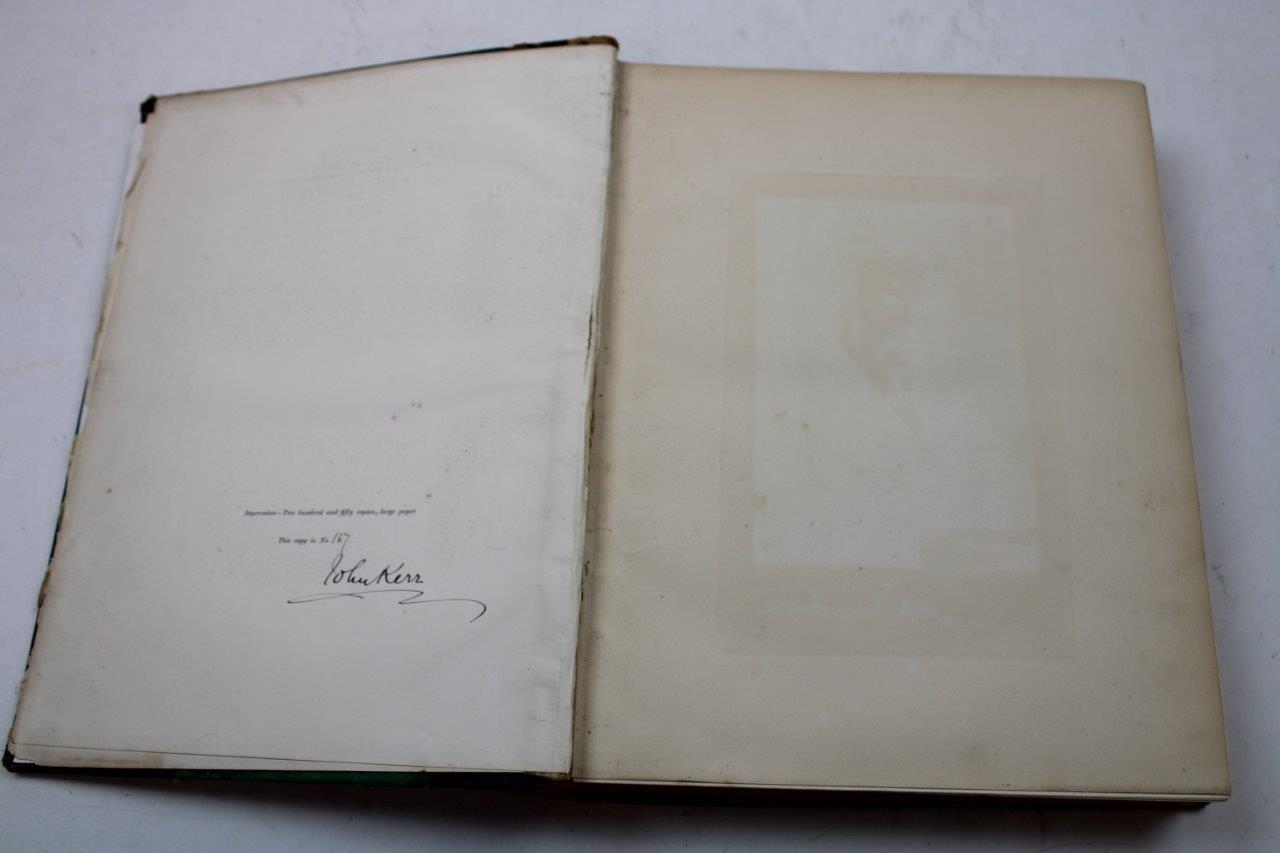 Impression—Two hundred and fifty copies, large paper
This copy is No 167
John Kerr